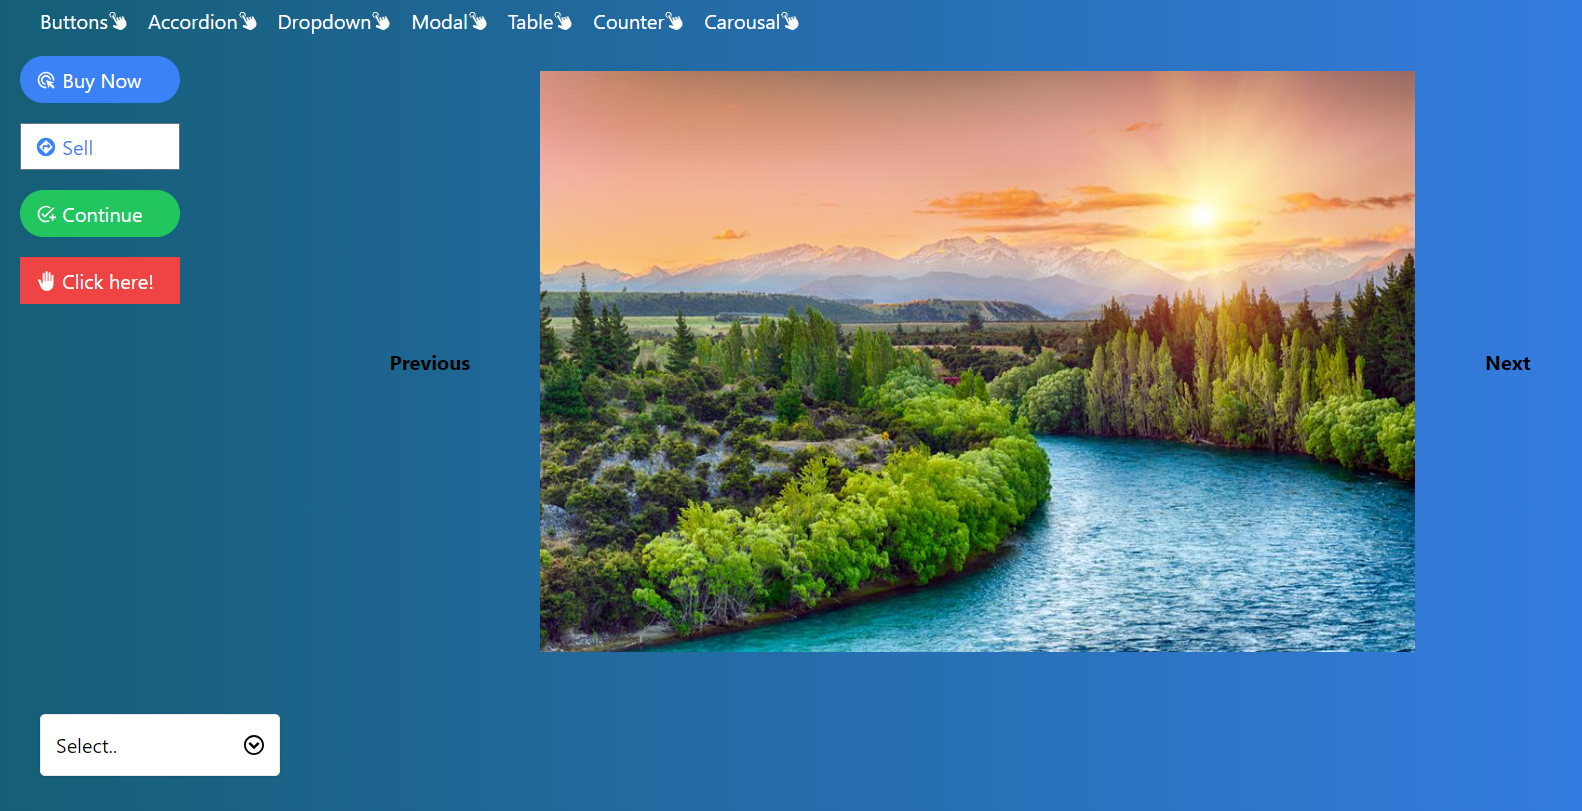 Buttons Accordion Dropdown Modal Table Counter Carousal
Buy Now
Sell
Continue
Click here!
Previous
Next
Select..